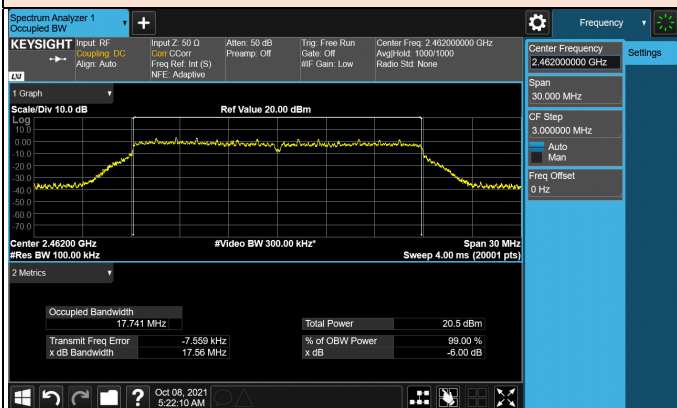 Spectrum Analyzer 1
Occupied BW
Frequency
KEYSIGHT
Input: RF
Coupling: DC
Align: Auto
Input Z: 50 Ω
Corr CCorr
Freq Ref: Int (S)
NFE: Adaptive
Atten: 50 dB
Preamp: Off
Trig: Free Run
Gate: Off
#IF Gain: Low
Center Freq: 2.462000000 GHz
Avg|Hold: 1000/1000
Radio Std: None
LXI
Center Frequency
2.462000000 GHz
Settings
Span
30.000 MHz
CF Step
3.000000 MHz
Auto
Man
Freq Offset
0 Hz
1 Graph
Scale/Div 10.0 dB
Ref Value 20.00 dBm
Log
10.0
0.00
-10.0
-20.0
-30.0
-40.0
-50.0
-60.0
-70.0
Center 2.46200 GHz
#Video BW 300.00 kHz*
Span 30 MHz
#Res BW 100.00 kHz
Sweep 4.00 ms (20001 pts)
2 Metrics
Occupied Bandwidth
17.741 MHz
Total Power
20.5 dBm
Transmit Freq Error
-7.559 kHz
% of OBW Power
99.00 %
x dB Bandwidth
17.56 MHz
x dB
-6.00 dB
?
Oct 08, 2021
5:22:10 AM